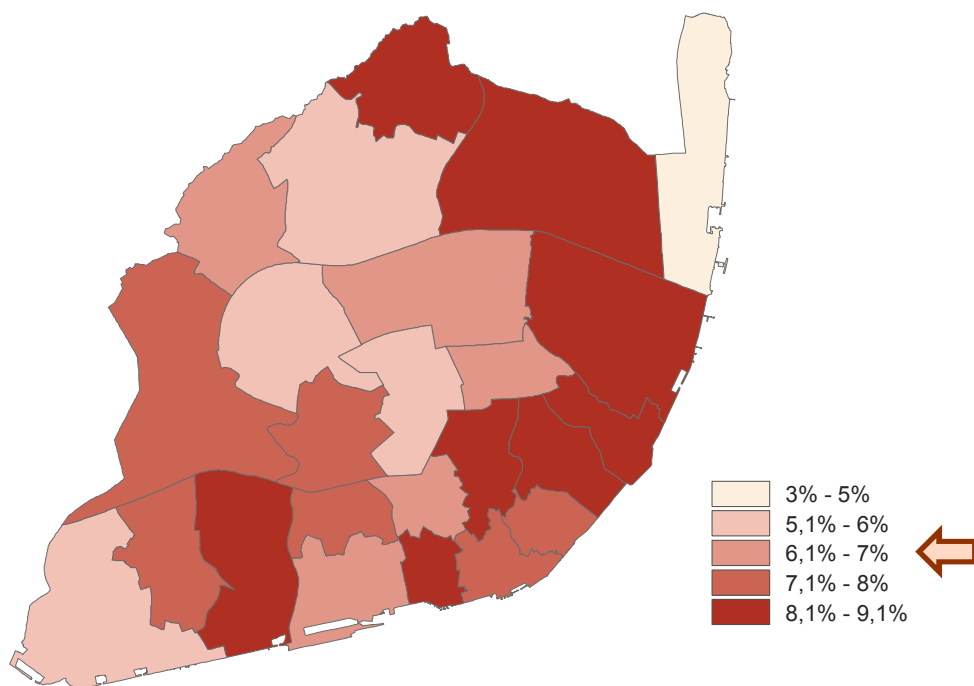 3% - 5%
5,1% - 6%
6,1% - 7%
7,1% - 8%
8,1% - 9,1%